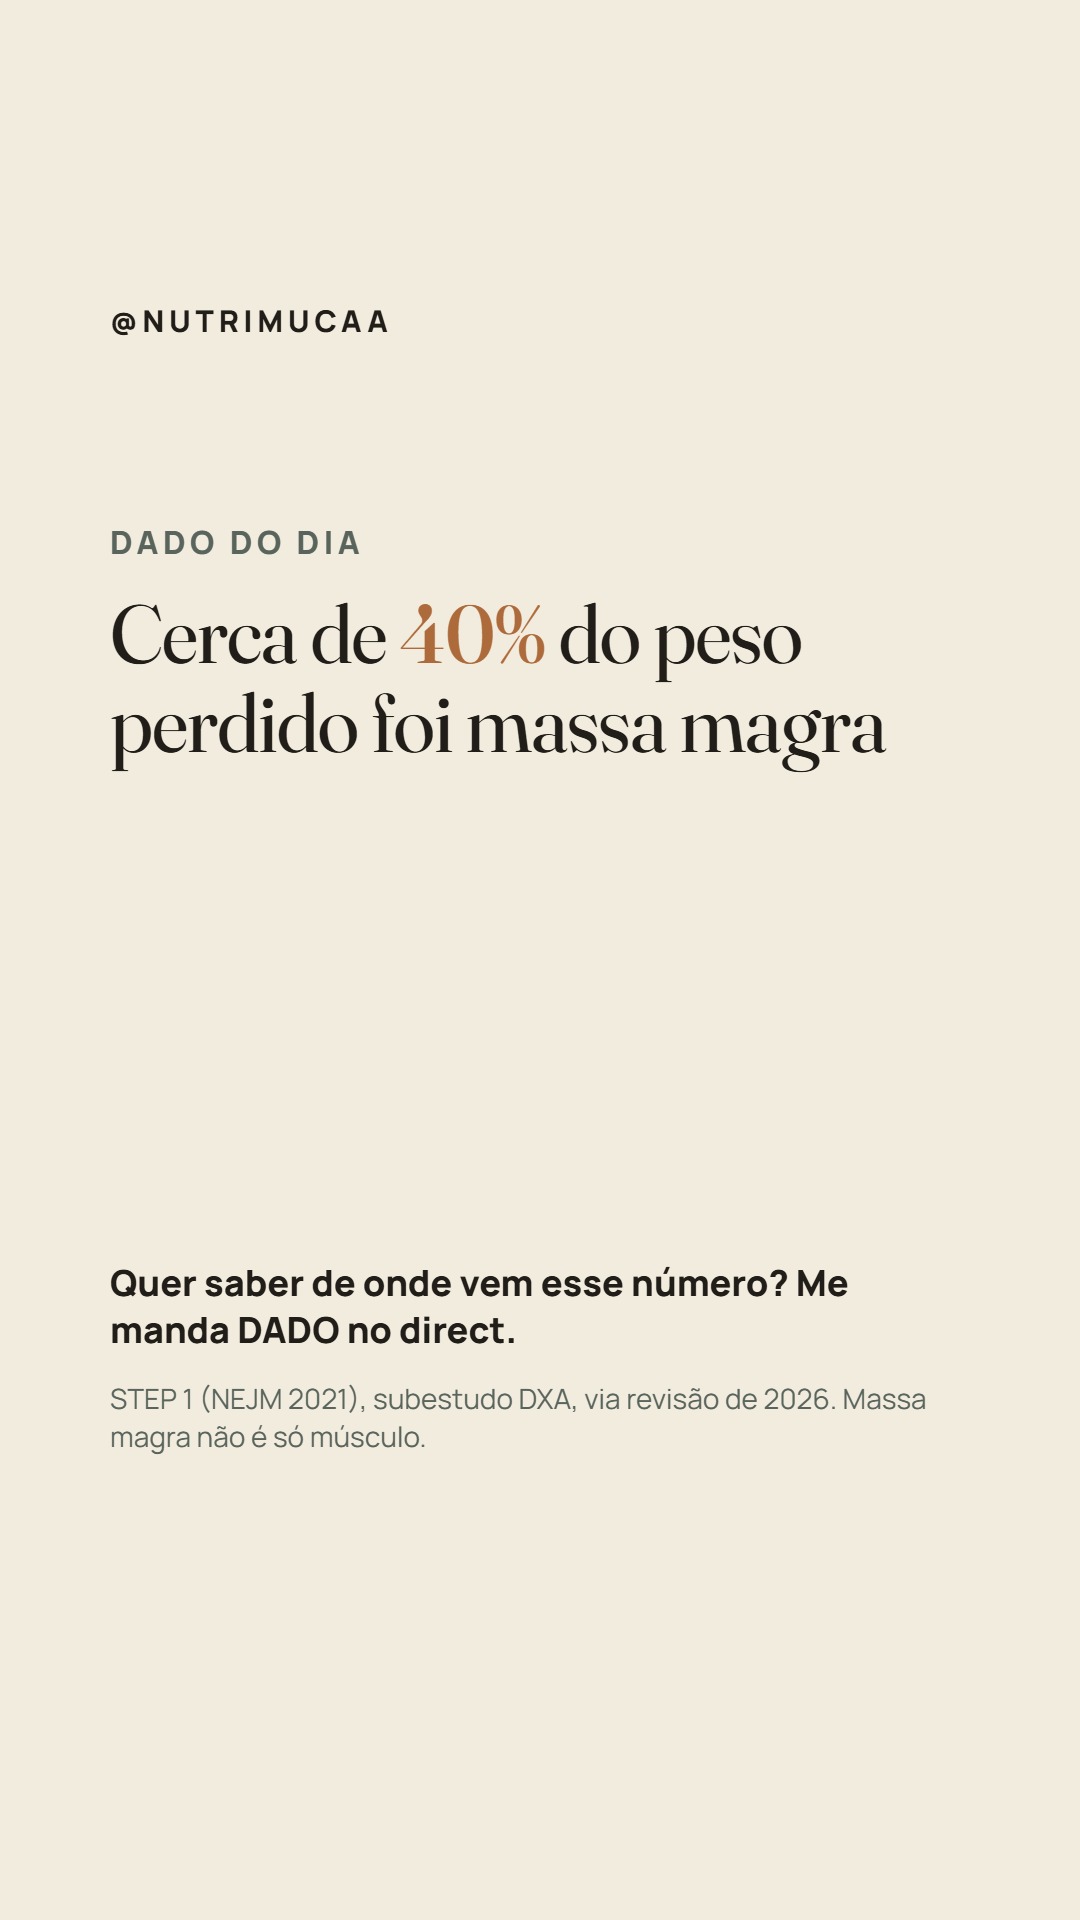 @NUTRIMUCAA
DADO DO DIA
Cerca de 40% do peso
perdido foi massa magra
Quer saber de onde vem esse número? Me
manda DADO no direct.
STEP 1 (NEJM 2021), subestudo DXA, via revisão de 2026. Massa
magra não é só músculo.